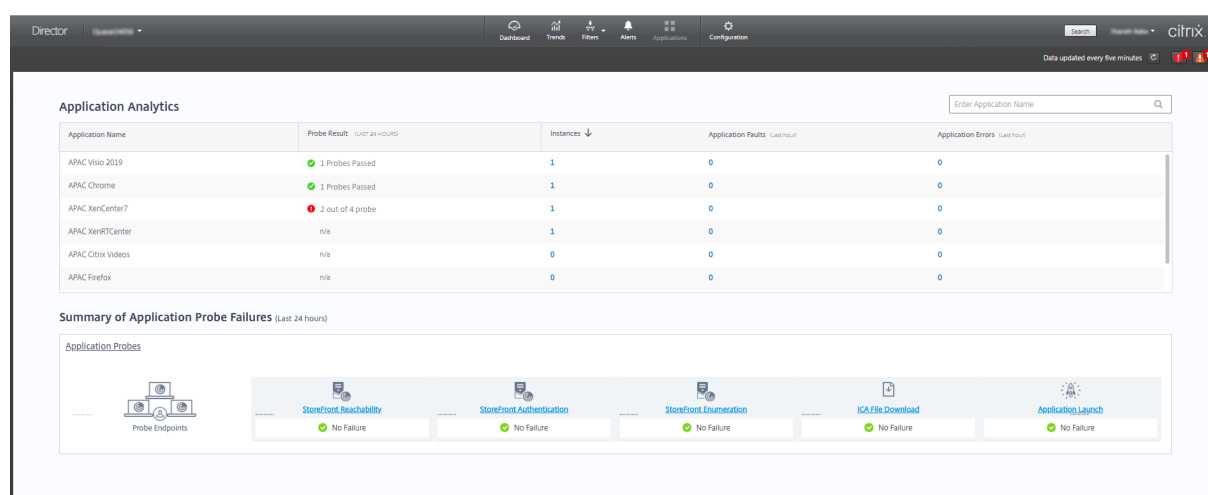 Director
Dashboard Trends Filters Alerts Applications Configuration
Search
citrix
Data updated every five minutes 1 1
Application Analytics
Enter Application Name
Application Name Probe Result (LAST 24 HOURS) Instances Application Faults (Last hour) Application Errors (Last hour)
APAC Visio 2019 1 Probes Passed 1 0 0
APAC Chrome 1 Probes Passed 1 0 0
APAC XenCenter7 2 out of 4 probe 1 0 0
APAC XenRTCenter n/a 1 0 0
APAC Citrix Videos n/a 0 0 0
APAC Firefox n/a 0 0 0
Summary of Application Probe Failures (Last 24 hours)
Application Probes
StoreFront Reachability StoreFront Authentication StoreFront Enumeration ICA File Download Application Launch
Probe Endpoints No Failure No Failure No Failure No Failure No Failure